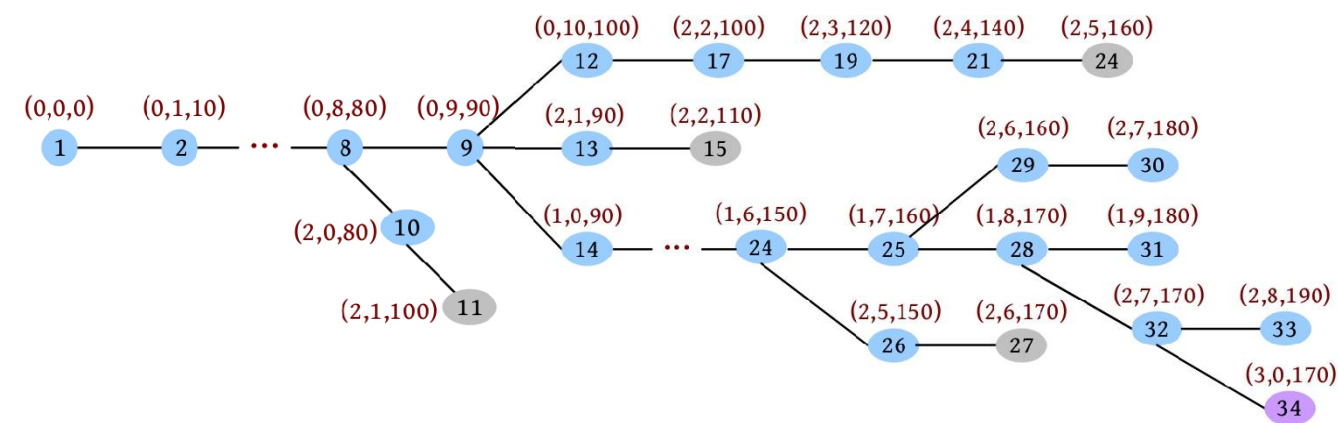 (0,10,100) (2,2,100) (2,3,120) (2,4,140) (2,5,160)
12 17 19 21 24
(0,0,0) (0,1,10) (0,8,80) (0,9,90) (2,1,90) (2,2,110)
1 2 ... 8 9 13 15
(2,6,160) (2,7,180)
29 30
(2,0,80) 10
(1,0,90) (1,6,150) (1,7,160) (1,8,170) (1,9,180)
14 ... 24 25 28 31
(2,1,100) 11
(2,5,150) (2,6,170)
26 27
(2,7,170) (2,8,190)
32 33
(3,0,170)
34